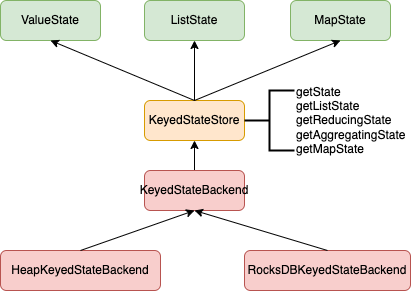 ValueState
ListState
MapState
KeyedStateStore
getState
getListState
getReducingState
getAggregatingState
getMapState
KeyedStateBackend
HeapKeyedStateBackend
RocksDBKeyedStateBackend